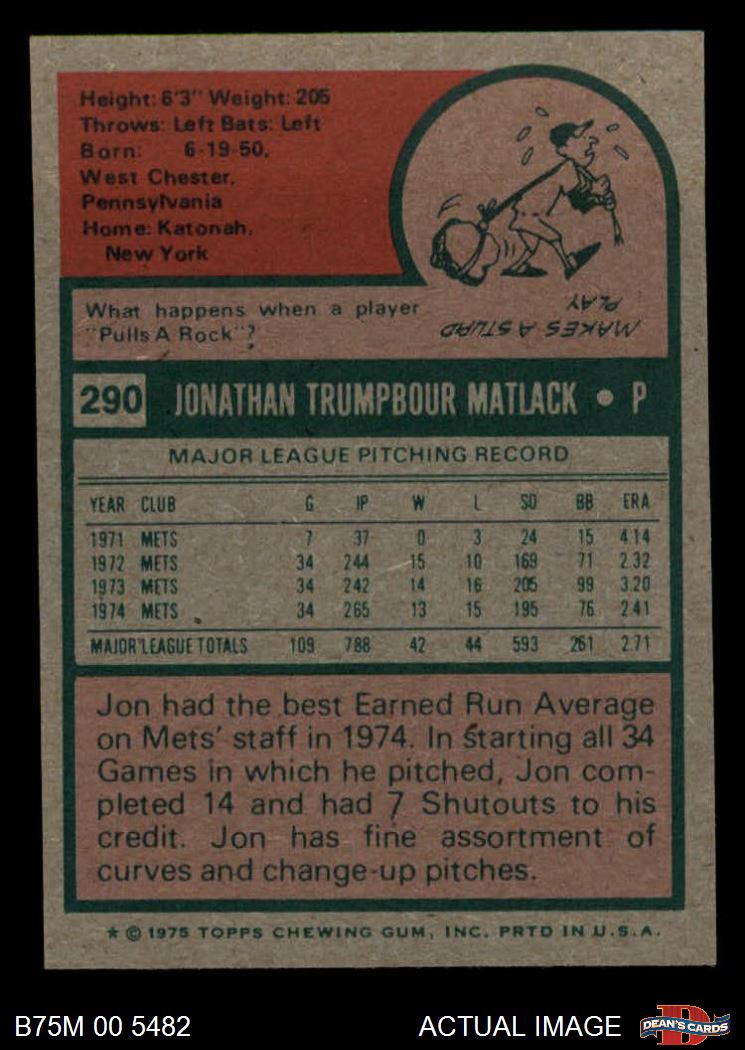 Height: 6'3" Weight: 205
Throws: Left Bats: Left
Born: 6-19-50,
West Chester,
Pennsylvania
Home: Katonah,
New York
What happens when a player
"Pulls A Rock"?
MAKES A STUPID
PLAY
290 JONATHAN TRUMPBOUR MATLACK • P
MAJOR LEAGUE PITCHING RECORD
YEAR CLUB G IP W L SO BB ERA
1971 METS 7 37 0 3 24 15 4.14
1972 METS 34 244 15 10 169 71 2.32
1973 METS 34 242 14 16 205 99 3.20
1974 METS 34 265 13 15 195 76 2.41
MAJOR LEAGUE TOTALS 109 788 42 44 593 261 2.71
Jon had the best Earned Run Average
on Mets' staff in 1974. In starting all 34
Games in which he pitched, Jon com-
pleted 14 and had 7 Shutouts to his
credit. Jon has fine assortment of
curves and change-up pitches.
* © 1975 TOPPS CHEWING GUM, INC. PRTD IN U.S.A.
B75M 00 5482 ACTUAL IMAGE DEAN'S CARDS